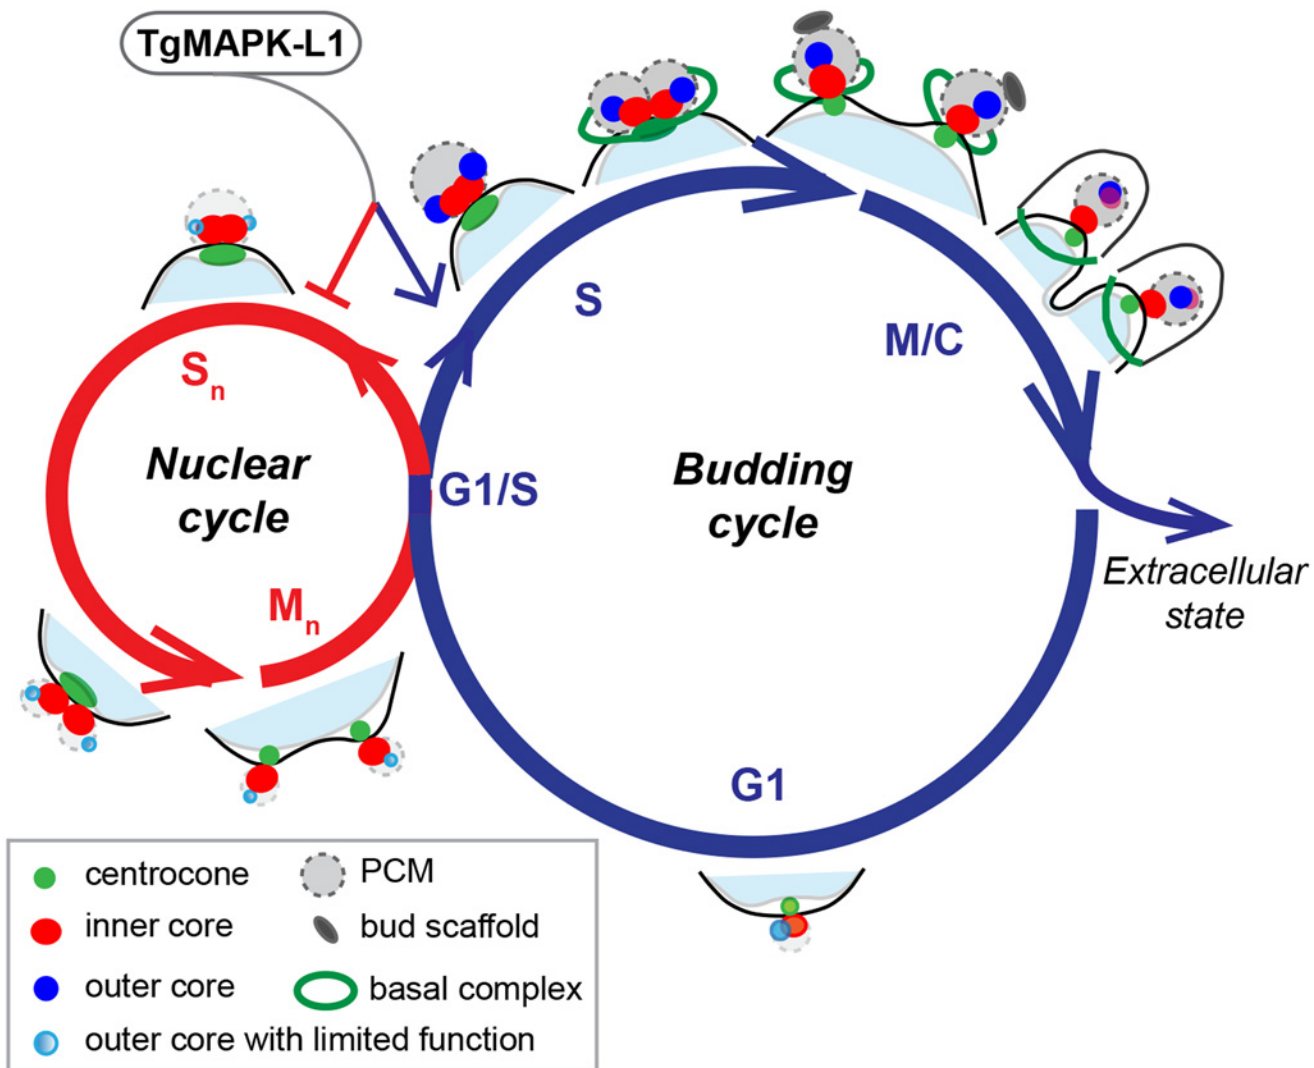 TgMAPK-L1
S
M/C
Sn
Nuclear
cycle
G1/S
Budding
cycle
Extracellular
state
Mn
G1
centrocone
PCM
inner core
bud scaffold
outer core
basal complex
outer core with limited function